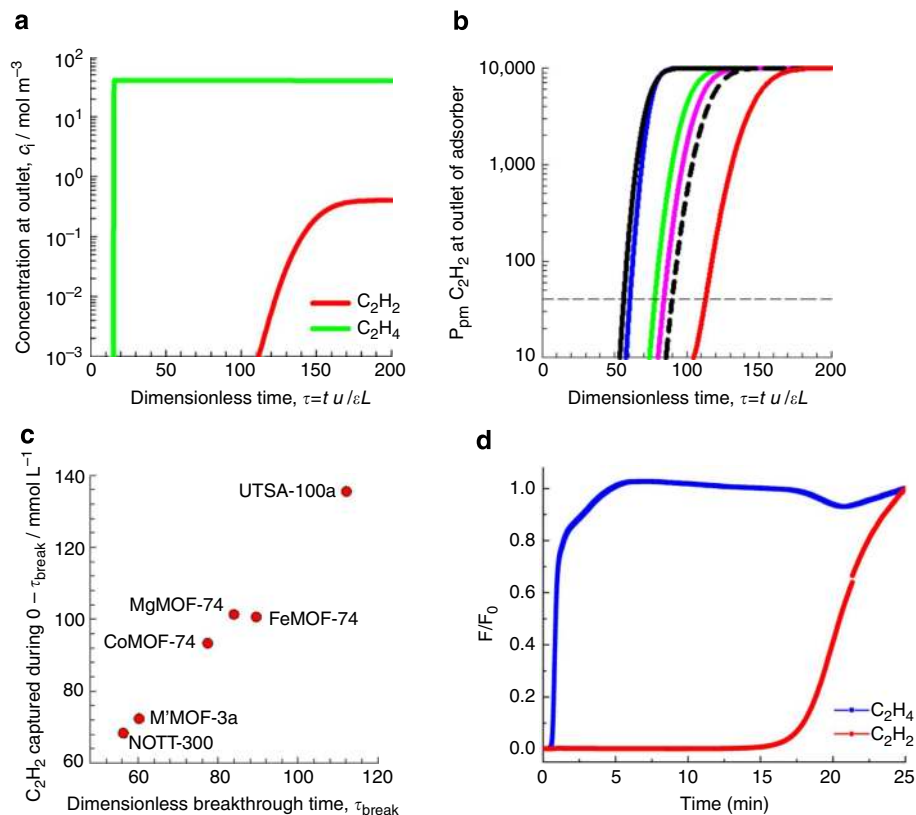 a
Concentration at outlet, cᵢ / mol m⁻³
10²
10¹
10⁰
10⁻¹
10⁻²
10⁻³
C₂H₂
C₂H₄
0 50 100 150 200
Dimensionless time, τ=t u /εL
b
Pₚₚₘ C₂H₂ at outlet of adsorber
10,000
1,000
100
10
0 50 100 150 200
Dimensionless time, τ=t u /εL
c
C₂H₂ captured during 0 – τbreak / mmol L⁻¹
140
120
100
80
60
UTSA-100a
MgMOF-74
FeMOF-74
CoMOF-74
M'MOF-3a
NOTT-300
60 80 100 120
Dimensionless breakthrough time, τbreak
d
F/F₀
1.0
0.8
0.6
0.4
0.2
0.0
C₂H₄
C₂H₂
0 5 10 15 20 25
Time (min)